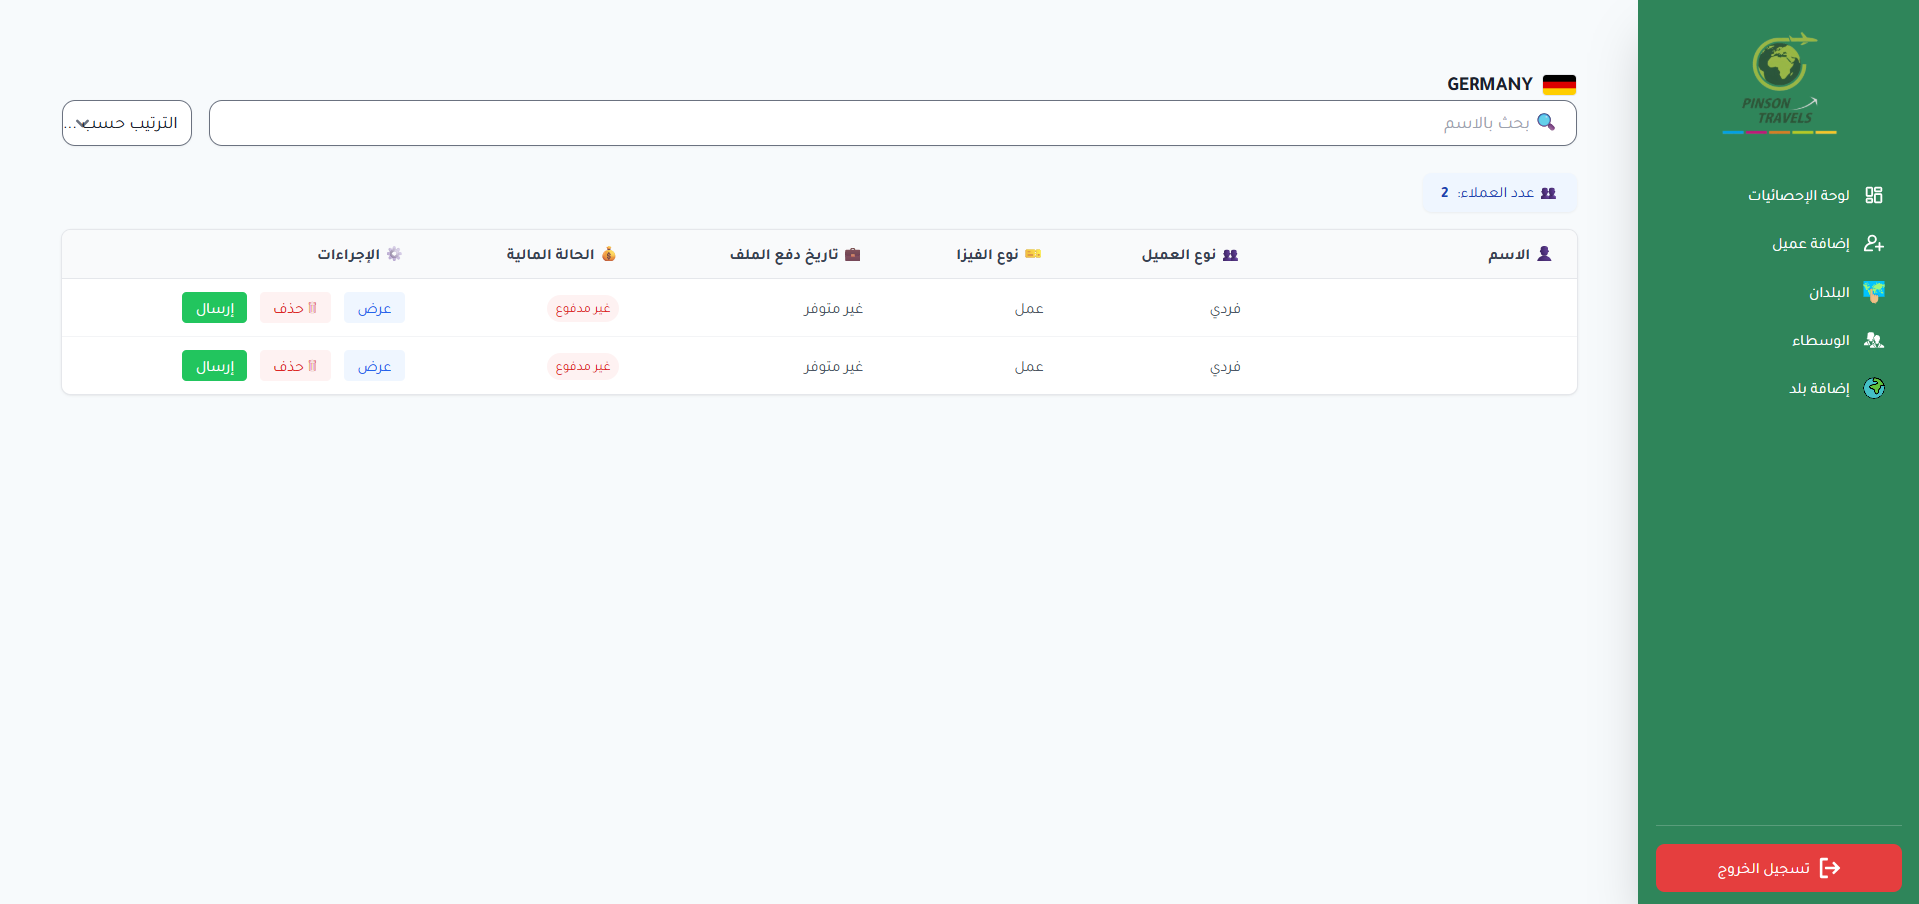 PINSON
TRAVELS
لوحة الإحصائيات
إضافة عميل
البلدان
الوسطاء
إضافة بلد
تسجيل الخروج
GERMANY
بحث بالاسم
الترتيب حسب ...
عدد العملاء: 2
الاسم نوع العميل نوع الفيزا تاريخ دفع الملف الحالة المالية الإجراءات
فردي عمل غير متوفر غير مدفوع عرض حذف إرسال
فردي عمل غير متوفر غير مدفوع عرض حذف إرسال